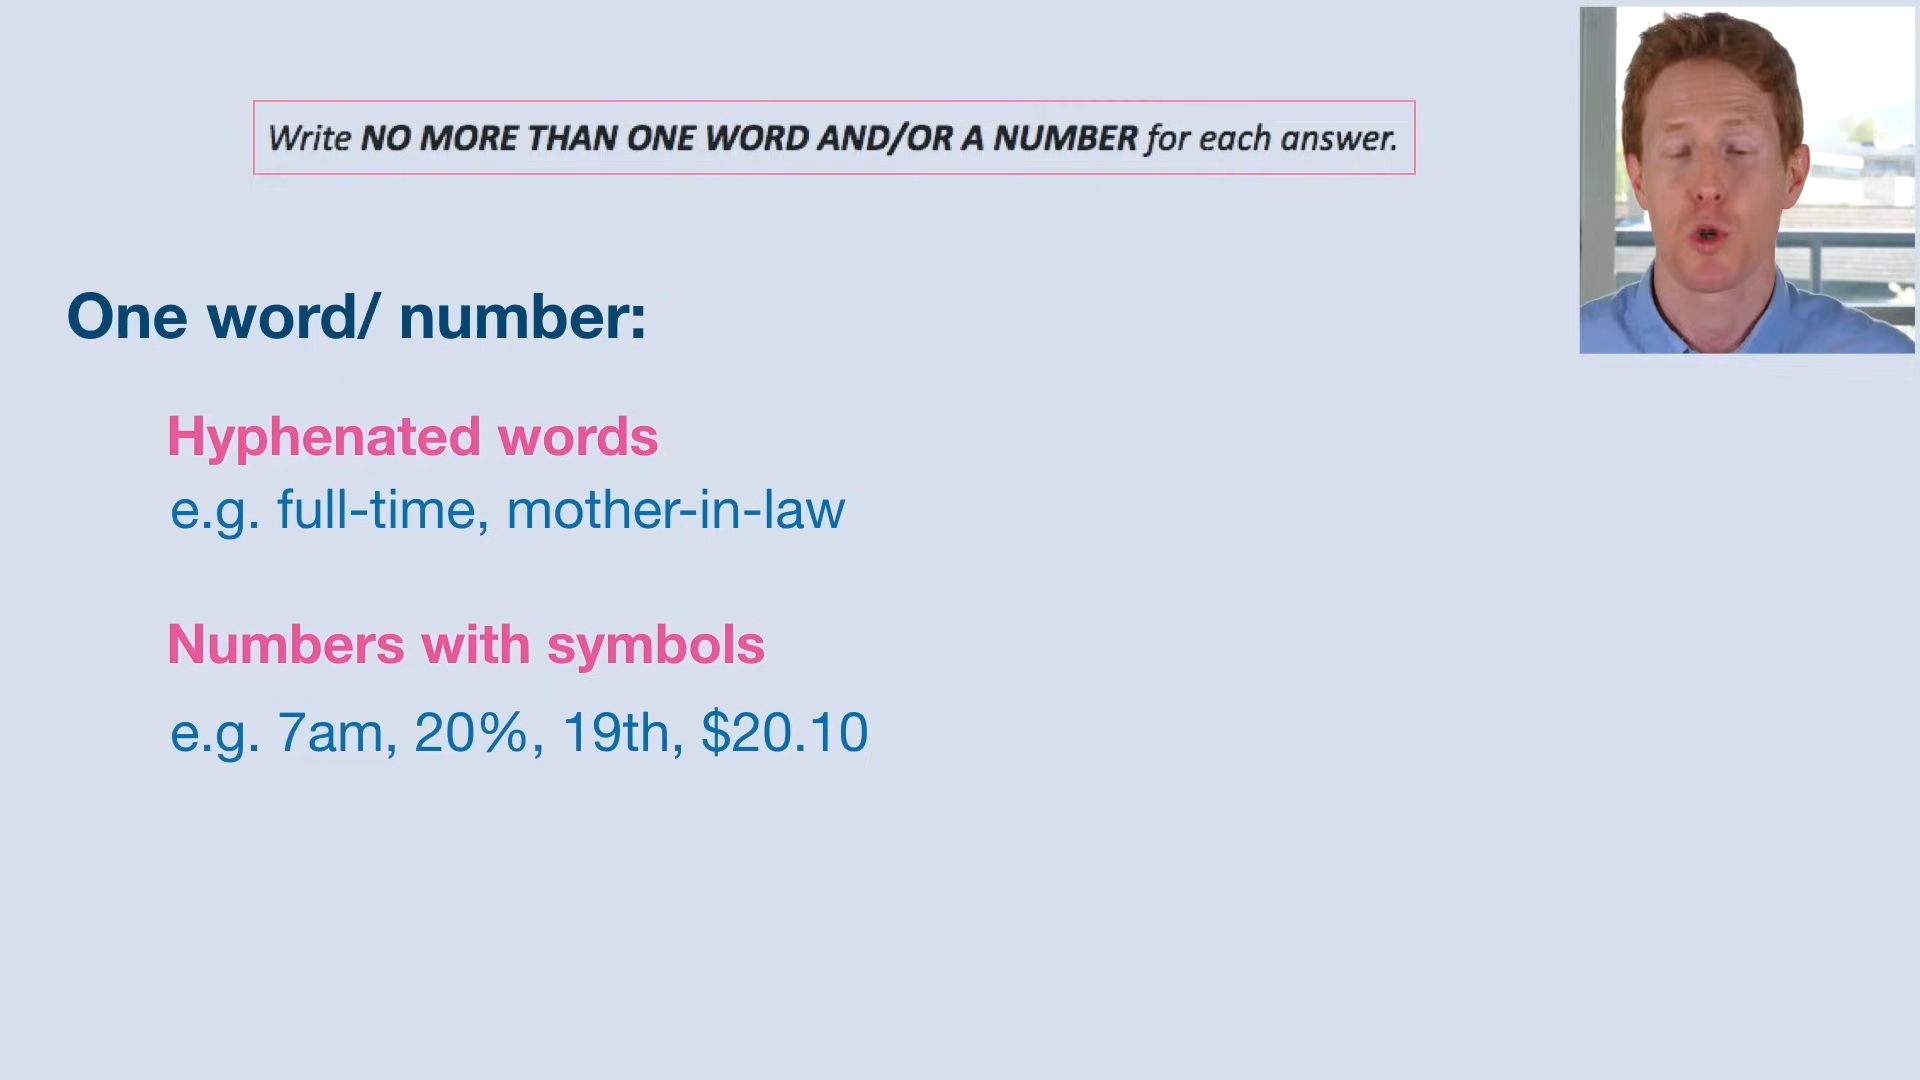 Write NO MORE THAN ONE WORD AND/OR A NUMBER for each answer.
One word/ number:
Hyphenated words
e.g. full-time, mother-in-law
Numbers with symbols
e.g. 7am, 20%, 19th, $20.10